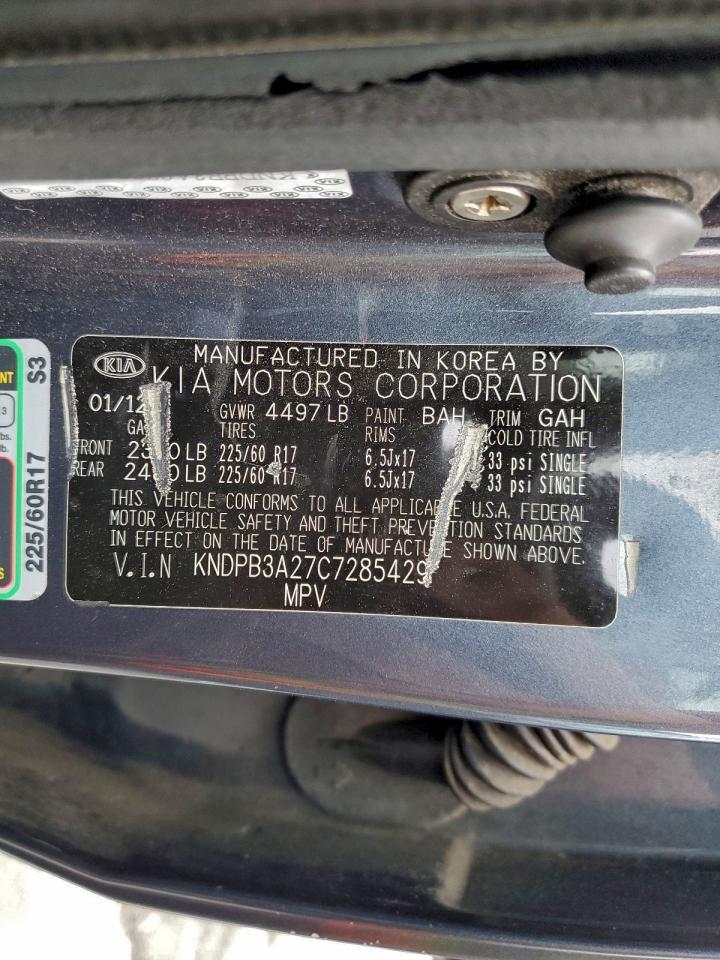 KIA
MANUFACTURED IN KOREA BY
KIA MOTORS CORPORATION
01/12 GVWR 4497 LB PAINT BAH TRIM GAH
TIRES RIMS COLD TIRE INFL
FRONT LB 225/60 R17 6.5Jx17 33 psi SINGLE
REAR LB 225/60 R17 6.5Jx17 33 psi SINGLE
THIS VEHICLE CONFORMS TO ALL APPLICABLE U.S.A. FEDERAL
MOTOR VEHICLE SAFETY AND THEFT PREVENTION STANDARDS
IN EFFECT ON THE DATE OF MANUFACTURE SHOWN ABOVE.
V.I.N KNDPB3A27C7285429
MPV
225/60R17 S3